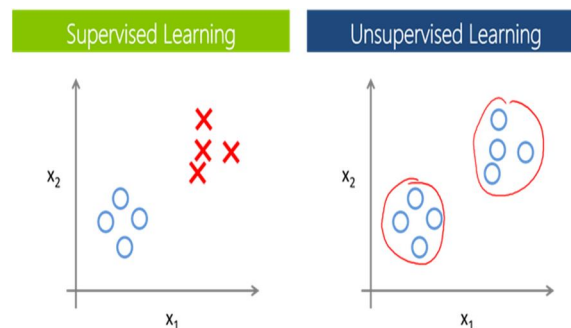 Supervised Learning
Unsupervised Learning
x2
x1
x2
x1